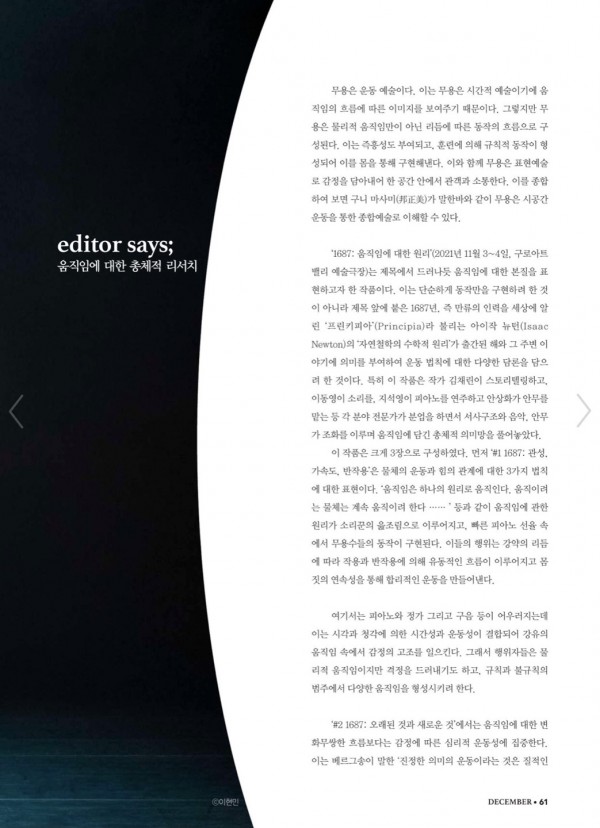 editor says;
움직임에 대한 총체적 리서치
무용은 운동 예술이다. 이는 무용은 시간적 예술이기에 움
직임의 흐름에 따른 이미지를 보여주기 때문이다. 그렇지만 무
용은 물리적 움직임만이 아닌 리듬에 따른 동작의 흐름으로 구
성된다. 이는 즉흥성도 부여되고, 훈련에 의해 규칙적 동작이 형
성되어 이를 몸을 통해 구현해낸다. 이와 함께 무용은 표현예술
로 감정을 담아내어 한 공간 안에서 관객과 소통한다. 이를 종합
하여 보면 구니 마사미(邦正美)가 말한바와 같이 무용은 시공간
운동을 통한 종합예술로 이해할 수 있다.
‘1687: 움직임에 대한 원리’(2021년 11월 3~4일, 구로아트
밸리 예술극장)는 제목에서 드러나듯 움직임에 대한 본질을 표
현하고자 한 작품이다. 이는 단순하게 동작만을 구현하려 한 것
이 아니라 제목 앞에 붙은 1687년, 즉 만류의 인력을 세상에 알
린 ‘프린키피아’(Principia)라 불리는 아이작 뉴턴(Isaac
Newton)의 ‘자연철학의 수학적 원리’가 출간된 해와 그 주변 이
야기에 의미를 부여하여 운동 법칙에 대한 다양한 담론을 담으
려 한 것이다. 특히 이 작품은 작가 김채린이 스토리텔링하고,
이동영이 소리를, 지석영이 피아노를 연주하고 안상화가 안무를
맡는 등 각 분야 전문가가 분업을 하면서 서사구조와 음악, 안무
가 조화를 이루며 움직임에 담긴 총체적 의미망을 풀어놓았다.
이 작품은 크게 3장으로 구성하였다. 먼저 ‘#1 1687: 관성,
가속도, 반작용’은 물체의 운동과 힘의 관계에 대한 3가지 법칙
에 대한 표현이다. ‘움직임은 하나의 원리로 움직인다. 움직이려
는 물체는 계속 움직이려 한다 …… ’ 등과 같이 움직임에 관한
원리가 소리꾼의 읊조림으로 이루어지고, 빠른 피아노 선율 속
에서 무용수들의 동작이 구현된다. 이들의 행위는 강약의 리듬
에 따라 작용과 반작용에 의해 유동적인 흐름이 이루어지고 몸
짓의 연속성을 통해 합리적인 운동을 만들어낸다.
여기서는 피아노와 정가 그리고 구음 등이 어우러지는데
이는 시각과 청각에 의한 시간성과 운동성이 결합되어 강유의
움직임 속에서 감정의 고조를 일으킨다. 그래서 행위자들은 물
리적 움직임이지만 격정을 드러내기도 하고, 규칙과 불규칙의
범주에서 다양한 움직임을 형성시키려 한다.
‘#2 1687: 오래된 것과 새로운 것’에서는 움직임에 대한 변
화무쌍한 흐름보다는 감정에 따른 심리적 운동성에 집중한다.
이는 베르그송이 말한 ‘진정한 의미의 운동이라는 것은 질적인
©이현민
DECEMBER • 61